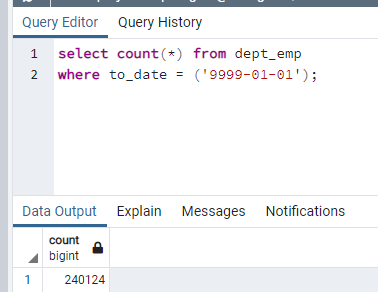 Query Editor Query History
1 select count(*) from dept_emp
2 where to_date = ('9999-01-01');
Data Output Explain Messages Notifications
count
bigint
1 240124